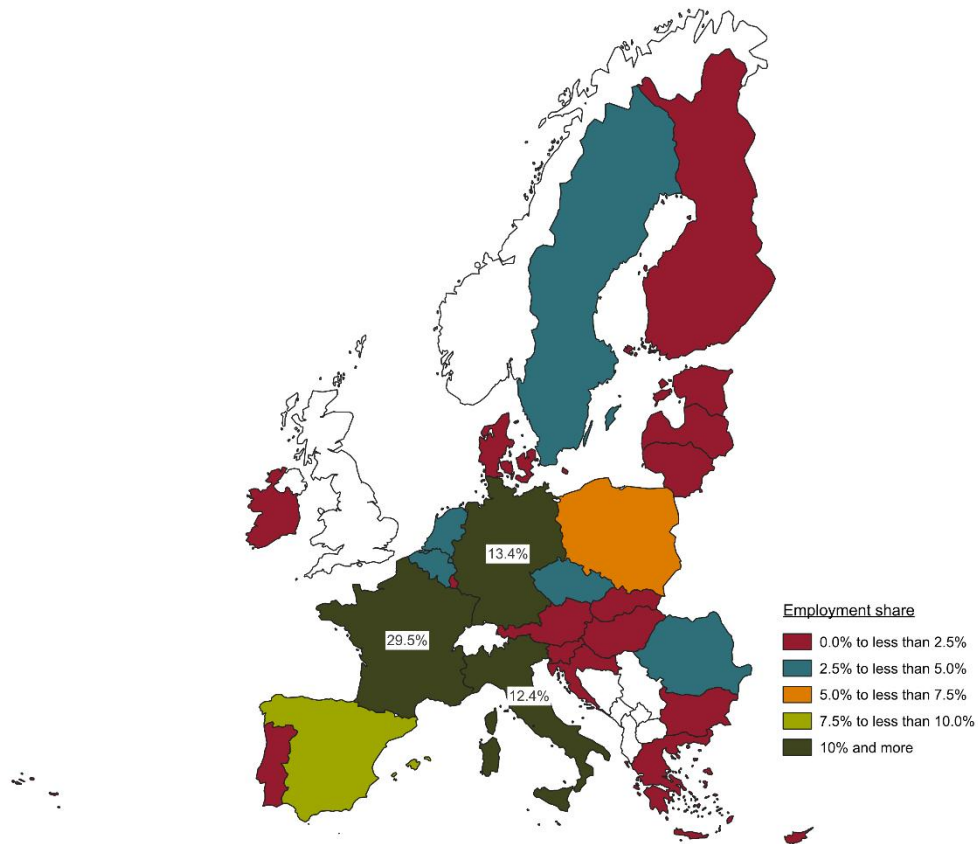 13.4%
29.5%
12.4%
Employment share
0.0% to less than 2.5%
2.5% to less than 5.0%
5.0% to less than 7.5%
7.5% to less than 10.0%
10% and more